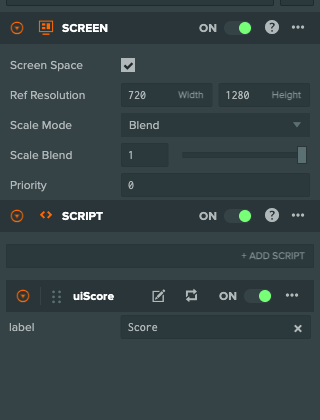 SCREEN ON ? ...
Screen Space
Ref Resolution 720 Width 1280 Height
Scale Mode Blend
Scale Blend 1
Priority 0
SCRIPT ON ? ...
+ ADD SCRIPT
uiScore ON ...
label Score ×